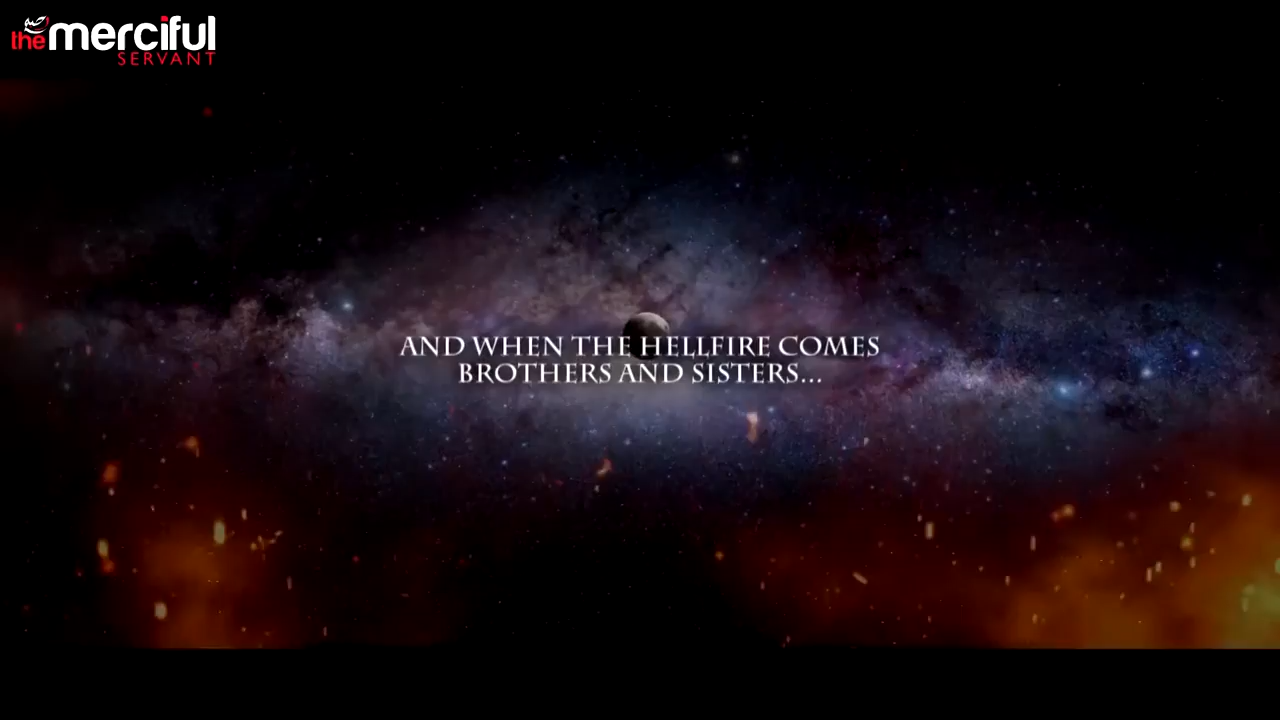 the merciful
SERVANT
AND WHEN THE HELLFIRE COMES
BROTHERS AND SISTERS...